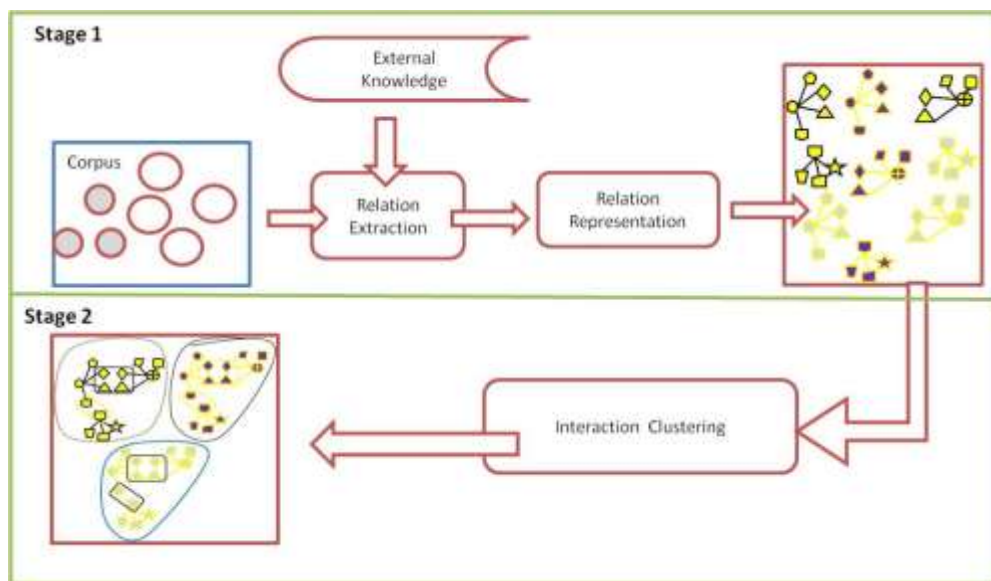 Stage 1
External
Knowledge
Corpus
Relation
Extraction
Relation
Representation
Stage 2
Interaction Clustering